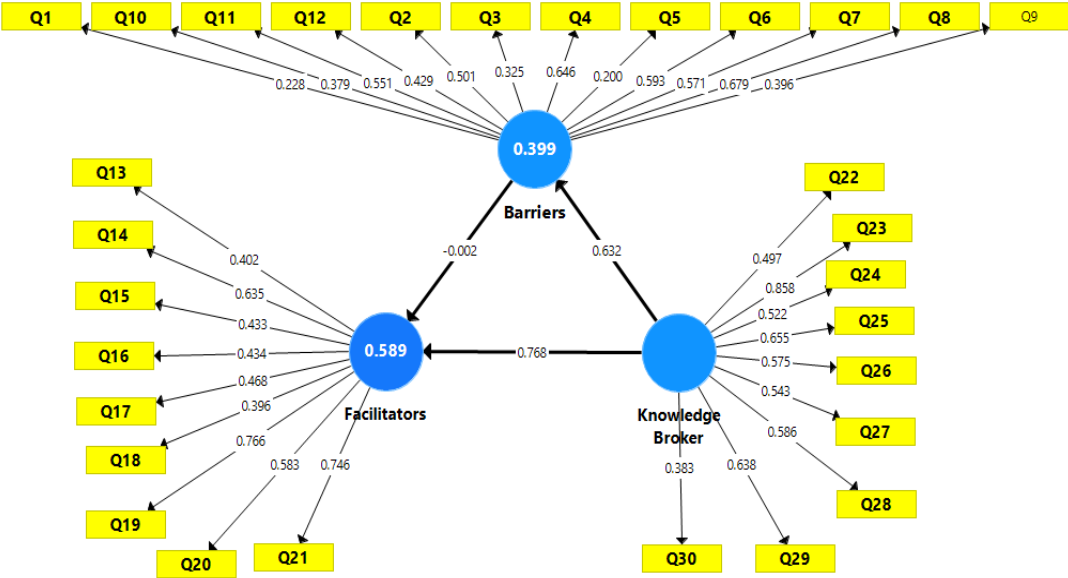 Q1 Q10 Q11 Q12 Q2 Q3 Q4 Q5 Q6 Q7 Q8 Q9
0.228 0.379 0.551 0.429 0.501 0.325 0.646 0.200 0.593 0.571 0.679 0.396
0.399
Barriers
-0.002
0.632
Q13
Q14
Q15
Q16
Q17
Q18
Q19
Q20
Q21
0.402
0.635
0.433
0.434
0.468
0.396
0.766
0.583
0.746
0.589
Facilitators
0.768
Knowledge
Broker
Q22
Q23
Q24
Q25
Q26
Q27
Q28
Q29
Q30
0.497
0.858
0.522
0.655
0.575
0.543
0.586
0.638
0.383